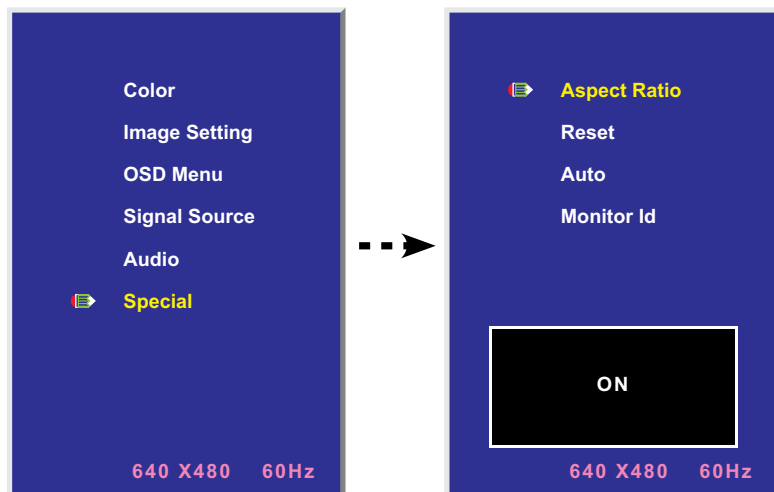 Color
Image Setting
OSD Menu
Signal Source
Audio
Special
640 X480 60Hz
Aspect Ratio
Reset
Auto
Monitor Id
ON
640 X480 60Hz